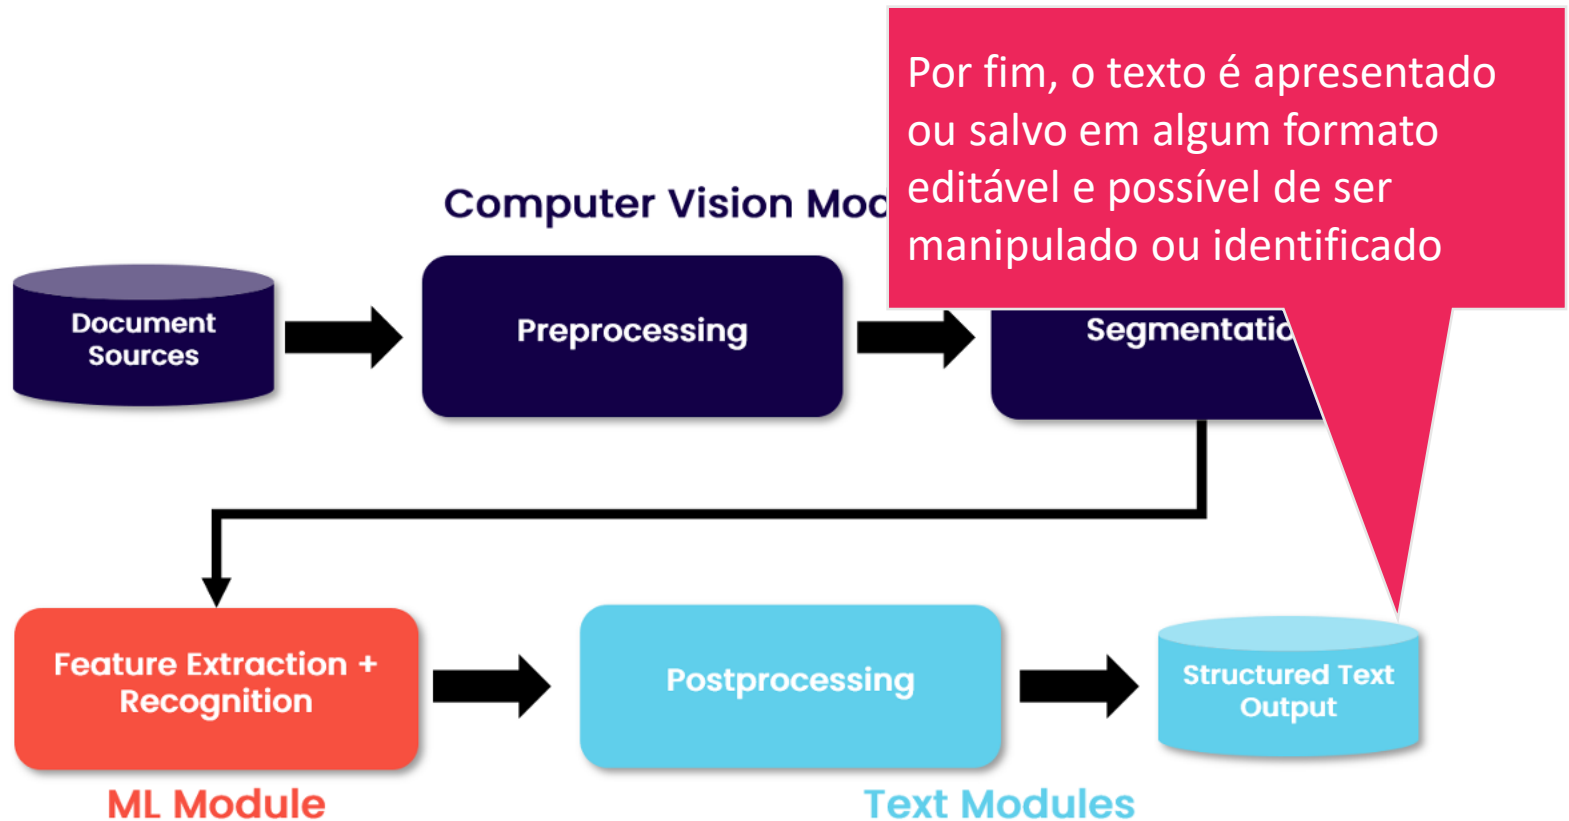 Por fim, o texto é apresentado
ou salvo em algum formato
editável e possível de ser
manipulado ou identificado
Computer Vision Mod
Document
Sources
Preprocessing
Segmentatio
Feature Extraction +
Recognition
Postprocessing
Structured Text
Output
ML Module
Text Modules